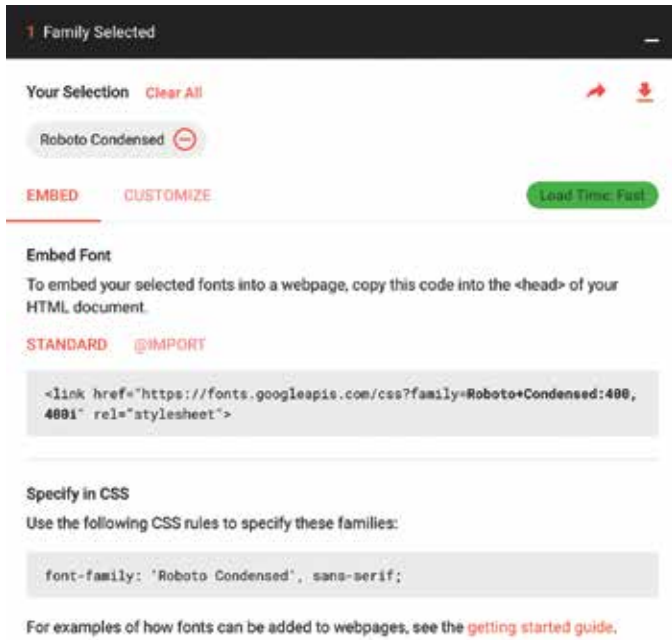 1 Family Selected
Your Selection Clear All
Roboto Condensed
EMBED CUSTOMIZE Load Time: Fast
Embed Font
To embed your selected fonts into a webpage, copy this code into the <head> of your
HTML document.
STANDARD @IMPORT
<link href="https://fonts.googleapis.com/css?family=Roboto+Condensed:400,
400i" rel="stylesheet">
Specify in CSS
Use the following CSS rules to specify these families:
font-family: 'Roboto Condensed', sans-serif;
For examples of how fonts can be added to webpages, see the getting started guide.